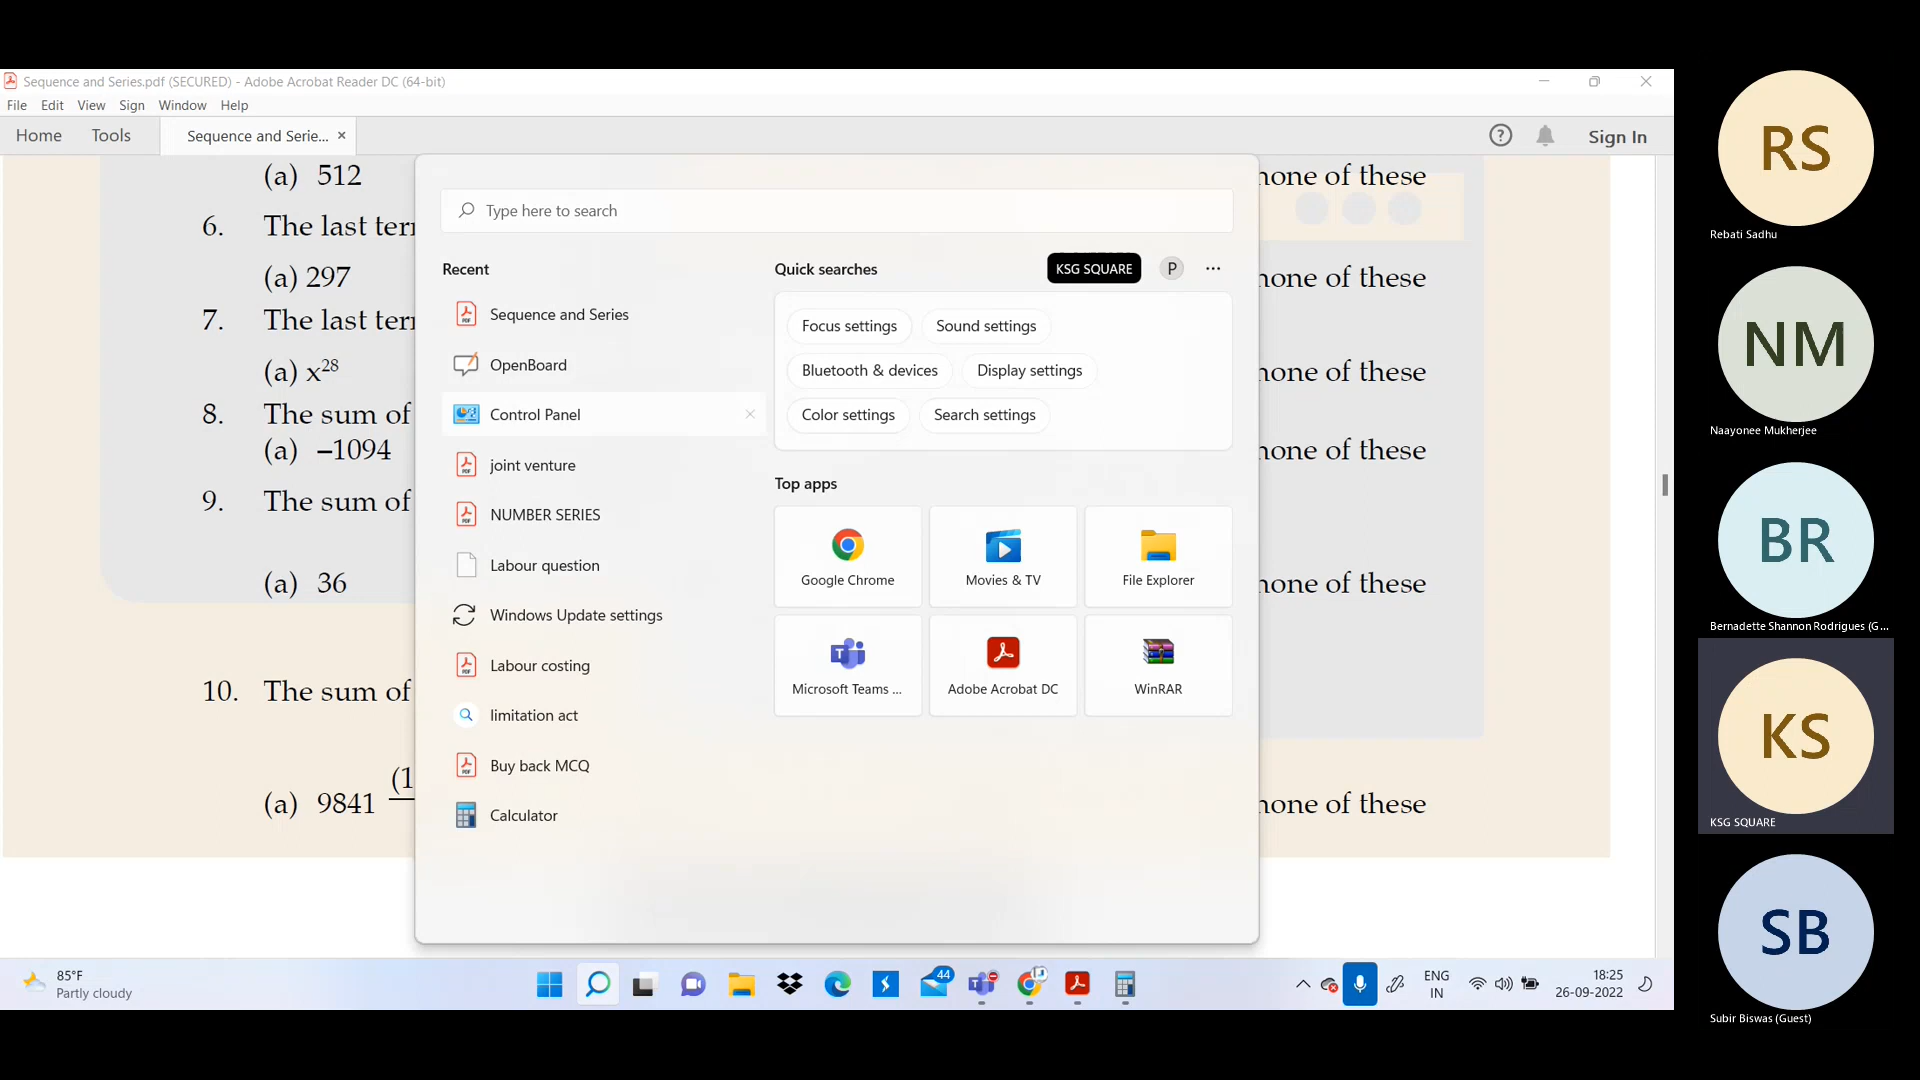 Sequence and Series.pdf (SECURED) - Adobe Acrobat Reader DC (64-bit)
File Edit View Sign Window Help
Home Tools Sequence and Serie... × Sign In
(a) 512 none of these
6. The last terr
(a) 297 none of these
7. The last terr
(a) x²⁸ none of these
8. The sum of
(a) –1094 none of these
9. The sum of
(a) 36 none of these
10. The sum of
(a) 9841 (1 none of these
Type here to search
Recent
Sequence and Series
OpenBoard
Control Panel
joint venture
NUMBER SERIES
Labour question
Windows Update settings
Labour costing
limitation act
Buy back MCQ
Calculator
Quick searches KSG SQUARE P ...
Focus settings Sound settings
Bluetooth & devices Display settings
Color settings Search settings
Top apps
Google Chrome Movies & TV File Explorer
Microsoft Teams ... Adobe Acrobat DC WinRAR
85°F
Partly cloudy
44
ENG
IN
18:25
26-09-2022
RS
Rebati Sadhu
NM
Naayonee Mukherjee
BR
Bernadette Shannon Rodrigues (G...
KS
KSG SQUARE
SB
Subir Biswas (Guest)